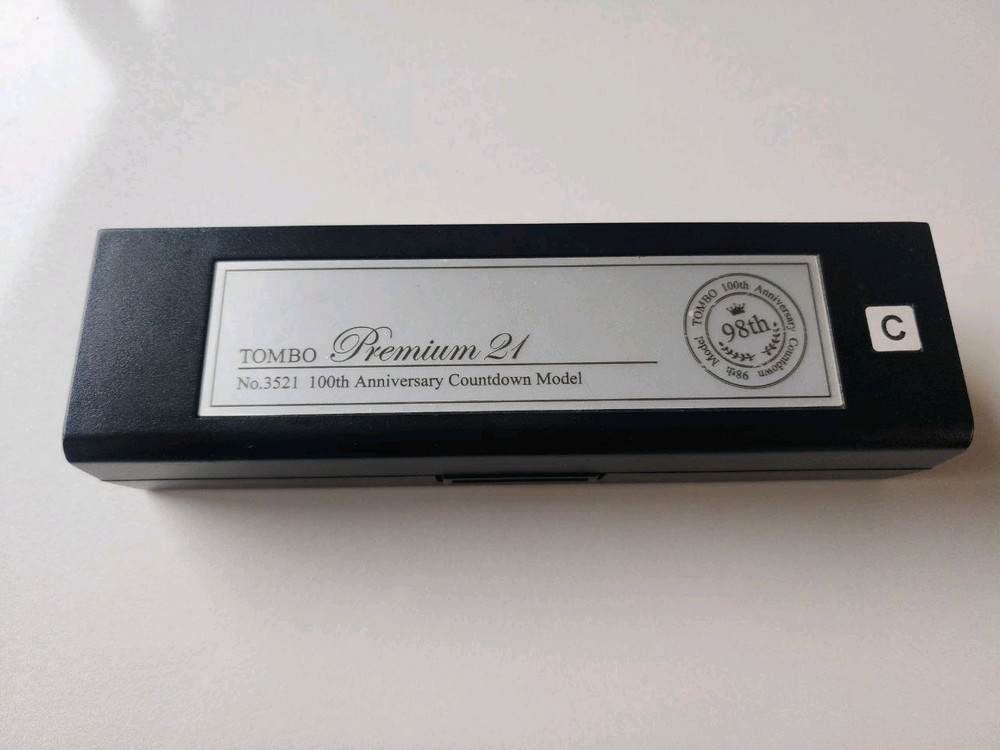 TOMBO Premium 21
No.3521 100th Anniversary Countdown Model
TOMBO 100th Anniversary Countdown 98th Model
98th
C